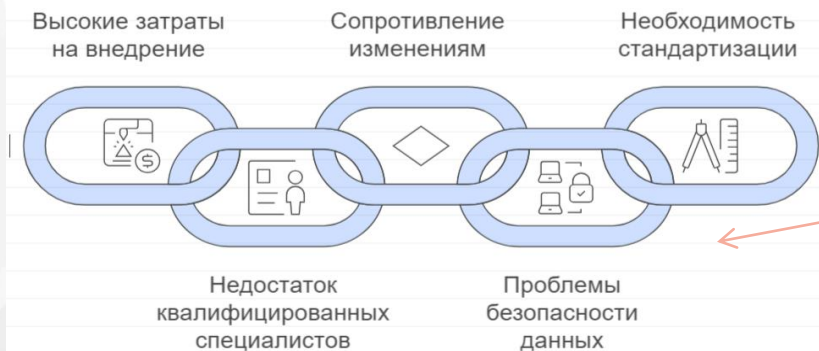 Высокие затраты
на внедрение
Сопротивление
изменениям
Необходимость
стандартизации
$
Недостаток
квалифицированных
специалистов
Проблемы
безопасности
данных